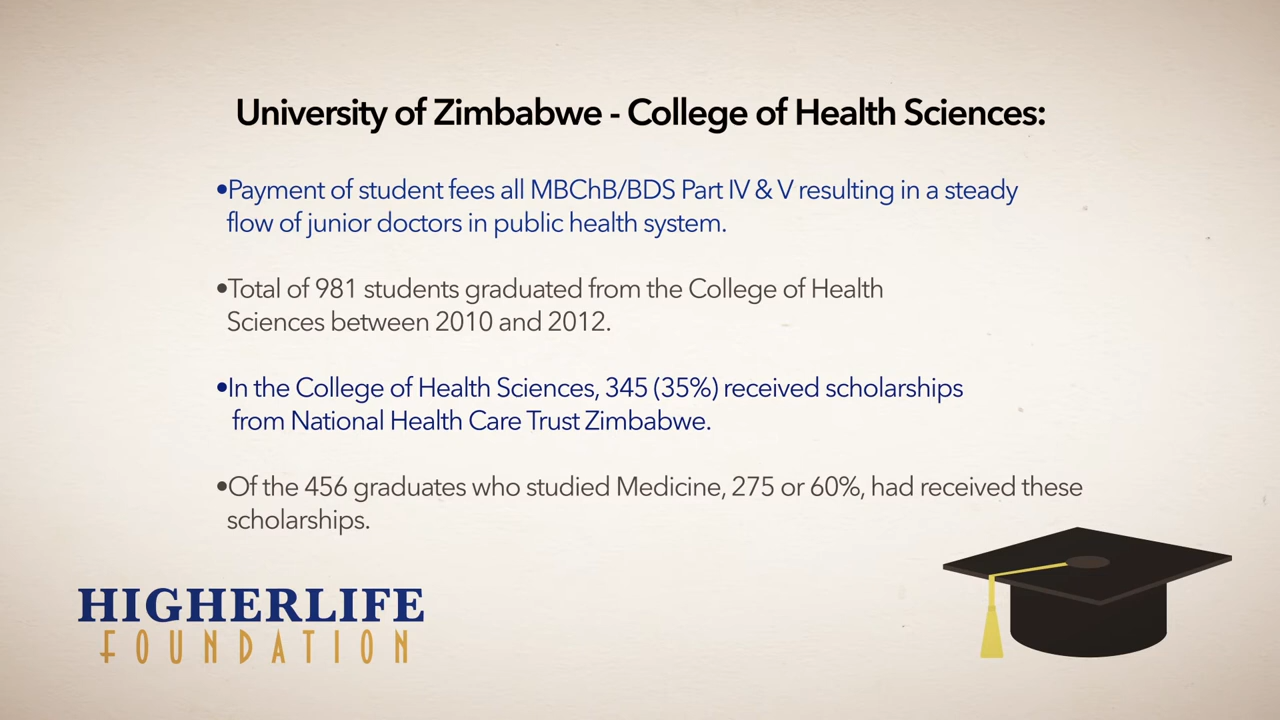 University of Zimbabwe - College of Health Sciences:
•Payment of student fees all MBChB/BDS Part IV & V resulting in a steady
flow of junior doctors in public health system.
•Total of 981 students graduated from the College of Health
Sciences between 2010 and 2012.
•In the College of Health Sciences, 345 (35%) received scholarships
from National Health Care Trust Zimbabwe.
•Of the 456 graduates who studied Medicine, 275 or 60%, had received these
scholarships.
HIGHERLIFE
FOUNDATION